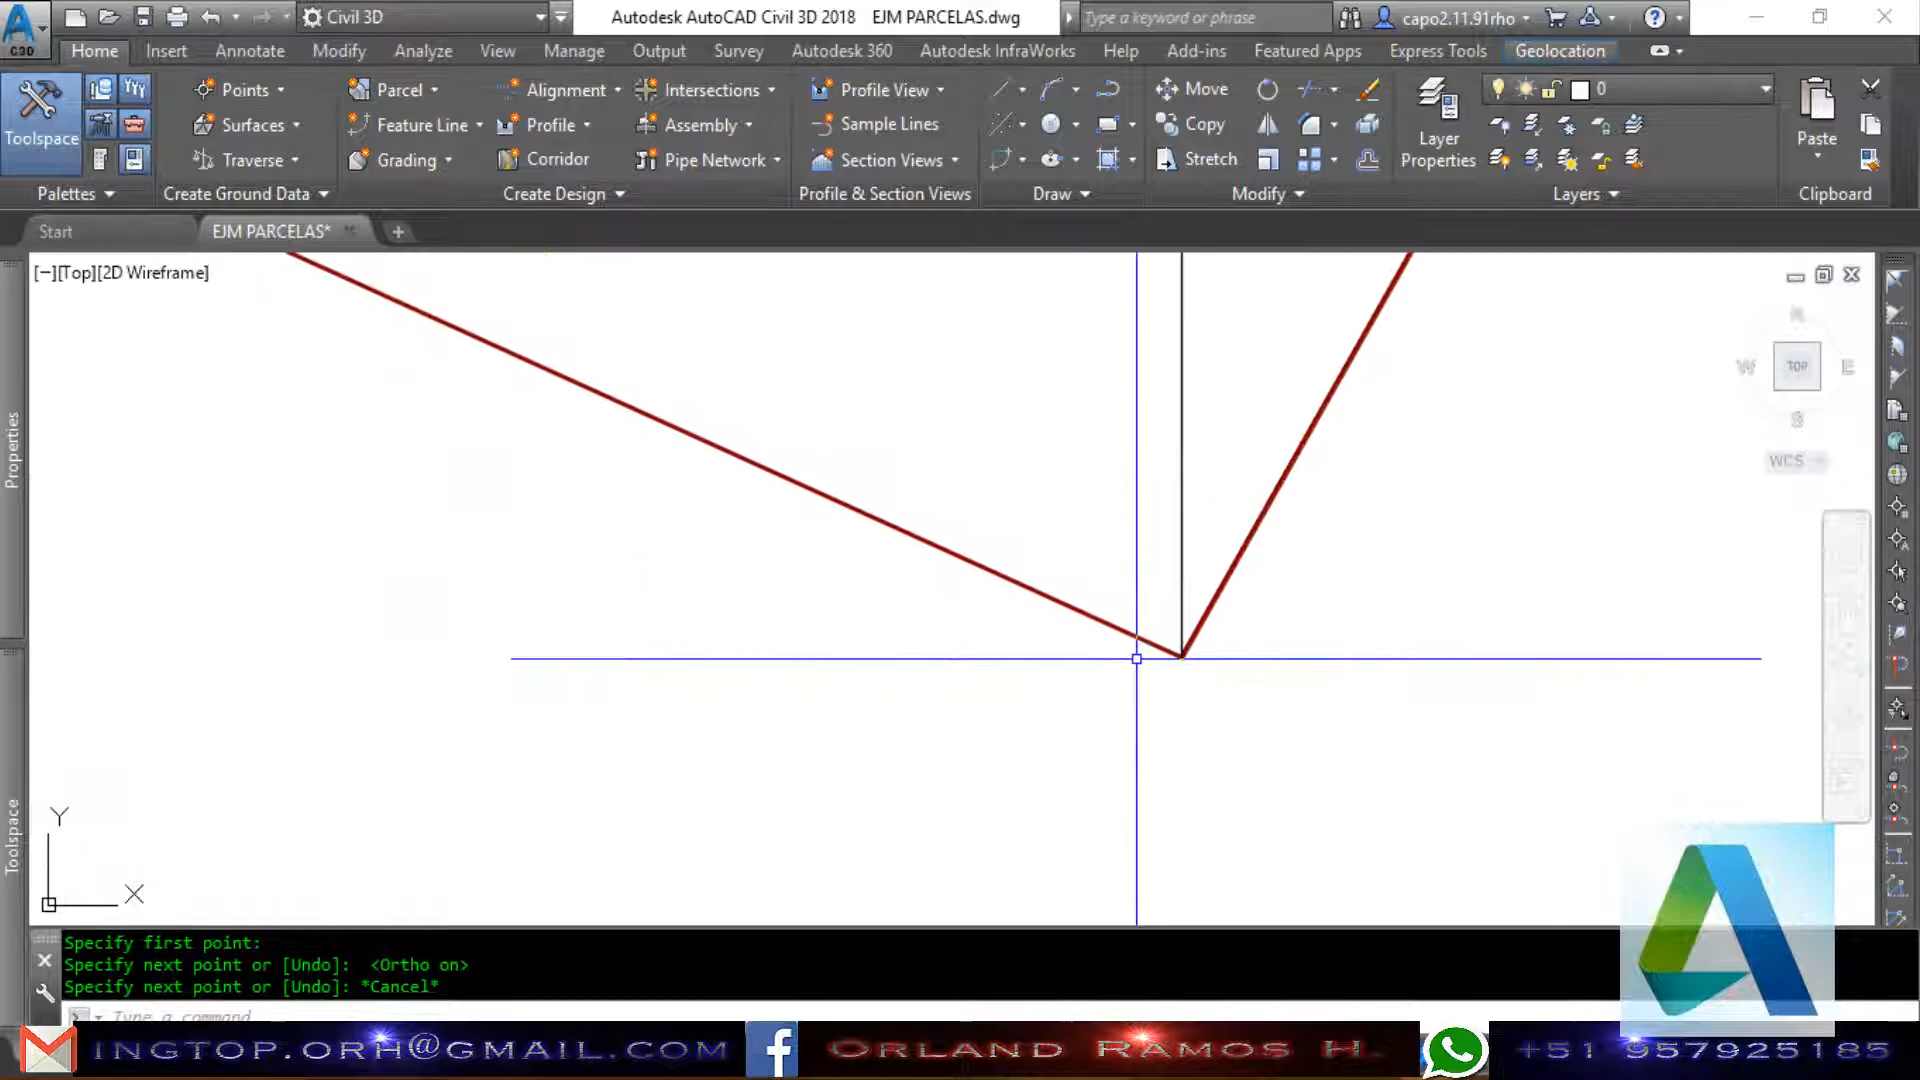 Civil 3D
Autodesk AutoCAD Civil 3D 2018 EJM PARCELAS.dwg
Type a keyword or phrase
capo2.11.91rho
C3D
Home Insert Annotate Modify Analyze View Manage Output Survey Autodesk 360 Autodesk InfraWorks Help Add-ins Featured Apps Express Tools Geolocation
Toolspace
Points
Surfaces
Traverse
Parcel
Feature Line
Grading
Alignment
Profile
Corridor
Intersections
Assembly
Pipe Network
Profile View
Sample Lines
Section Views
Move
Copy
Stretch
Layer
Properties
0
Paste
Palettes
Create Ground Data
Create Design
Profile & Section Views
Draw
Modify
Layers
Clipboard
Start
EJM PARCELAS*
[−][Top][2D Wireframe]
N
W
TOP
E
S
WCS
Properties
Toolspace
Y
X
Specify first point:
Specify next point or [Undo]:  <Ortho on>
Specify next point or [Undo]: *Cancel*
Type a command
INGTOP.ORH@GMAIL.COM
ORLAND RAMOS H.
+51 957925185